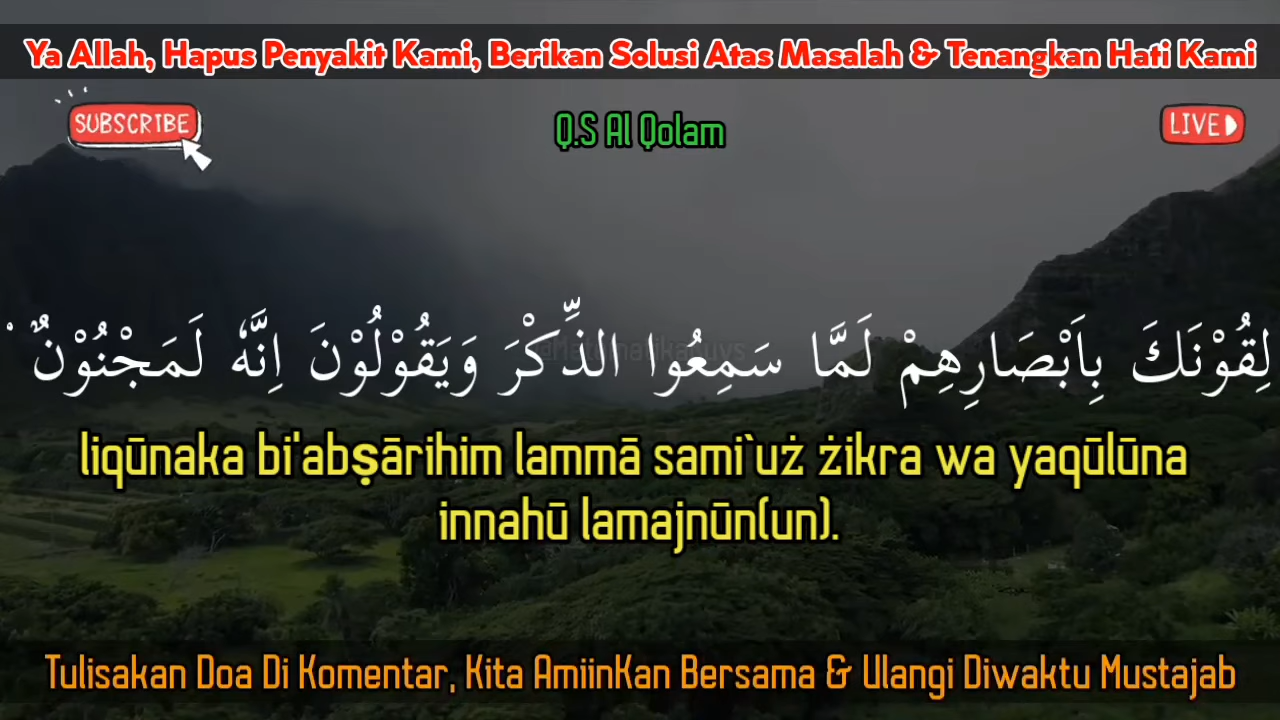 Ya Allah, Hapus Penyakit Kami, Berikan Solusi Atas Masalah & Tenangkan Hati Kami
SUBSCRIBE
Q.S Al Qolam
LIVE
لِقُوْنَكَ بِاَبْصَارِهِمْ لَمَّا سَمِعُوا الذِّكْرَ وَيَقُوْلُوْنَ اِنَّهٗ لَمَجْنُوْنٌ ۘ
liqūnaka bi'abṣārihim lammā sami`uż żikra wa yaqūlūna
innahū lamajnūn(un).
Tulisakan Doa Di Komentar, Kita AmiinKan Bersama & Ulangi Diwaktu Mustajab